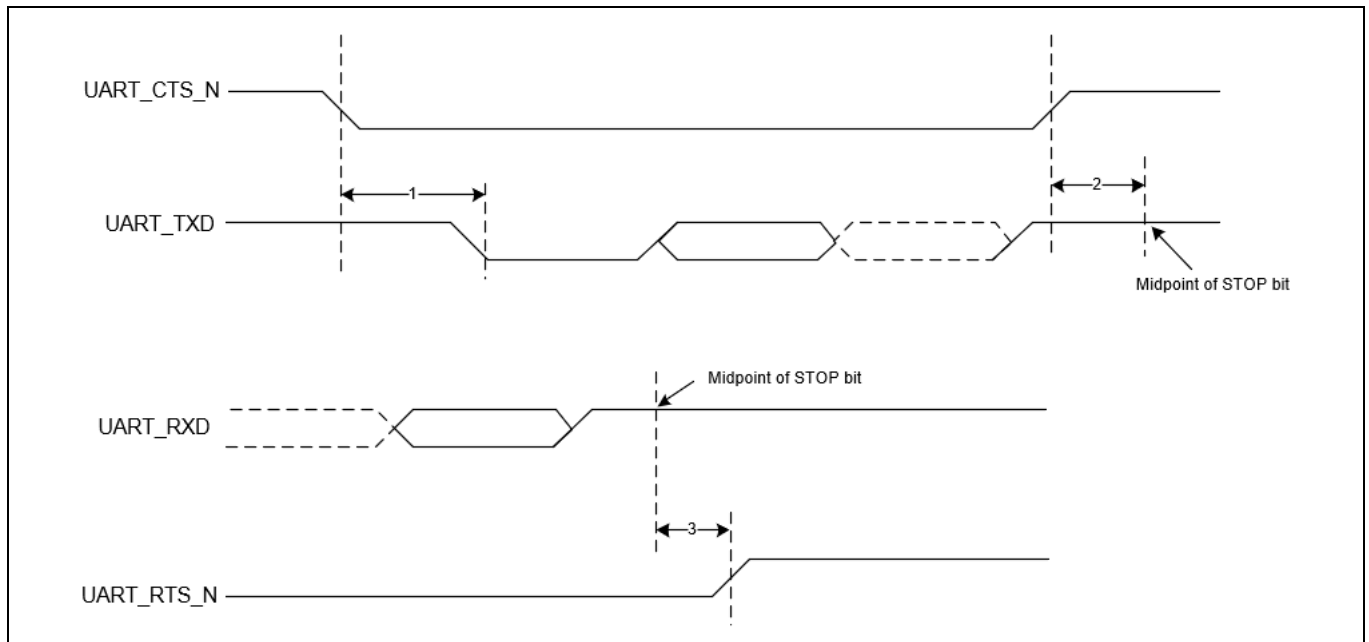 UART_CTS_N
1
2
UART_TXD
Midpoint of STOP bit
Midpoint of STOP bit
UART_RXD
3
UART_RTS_N